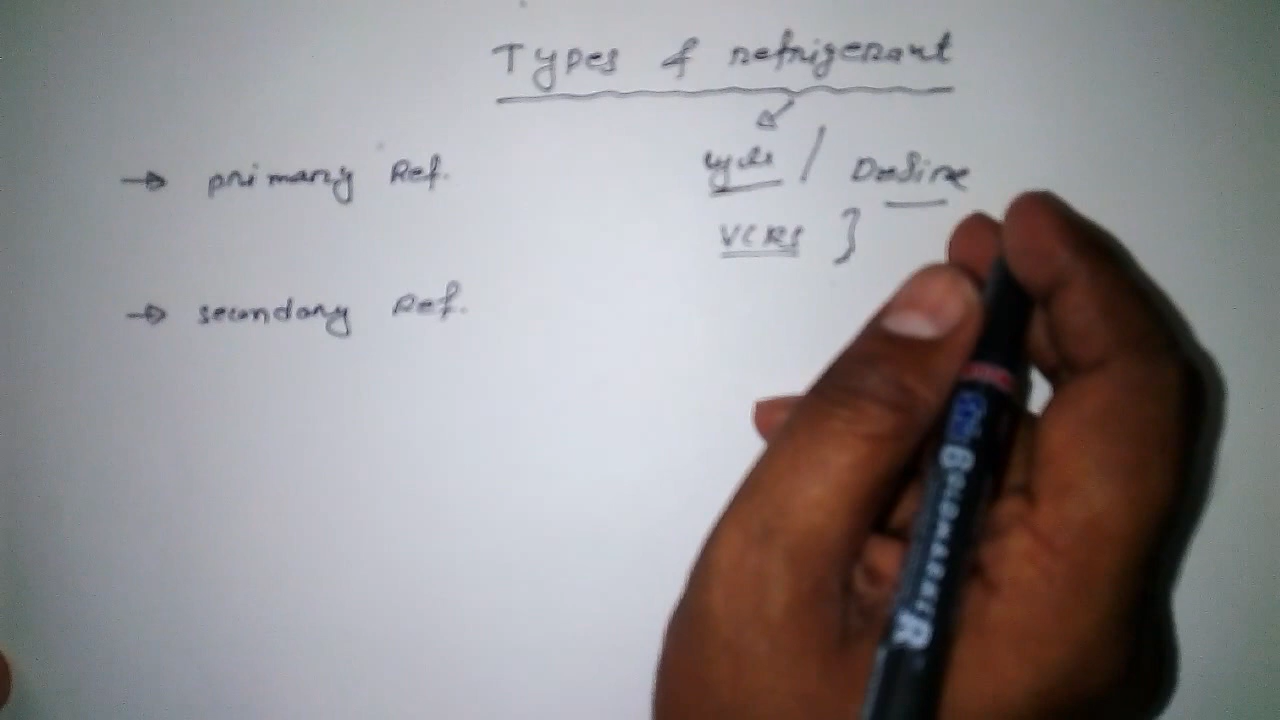 Types of refrigerant
→ primary Ref.
cycle / Desire
VCRS }
→ secondary Ref.